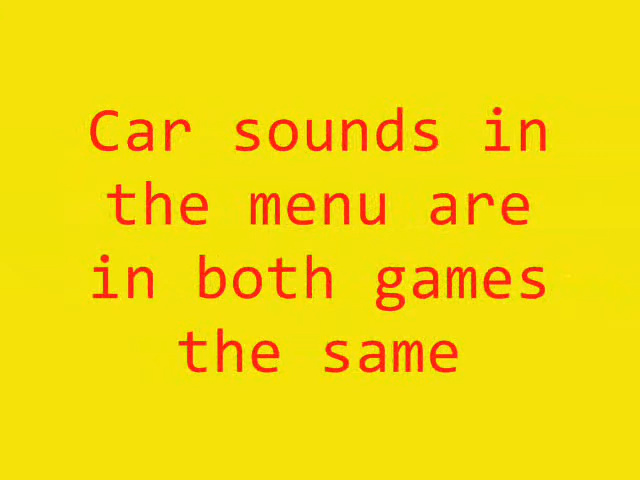 Car sounds in
the menu are
in both games
the same